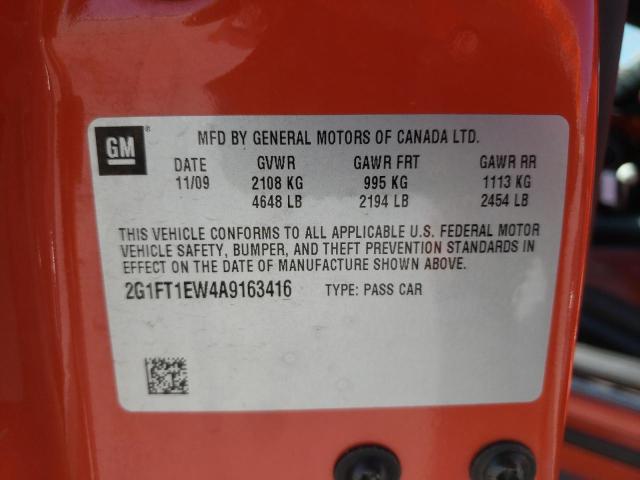 GM ®
MFD BY GENERAL MOTORS OF CANADA LTD.
DATE GVWR GAWR FRT GAWR RR
11/09 2108 KG 995 KG 1113 KG
4648 LB 2194 LB 2454 LB
THIS VEHICLE CONFORMS TO ALL APPLICABLE U.S. FEDERAL MOTOR
VEHICLE SAFETY, BUMPER, AND THEFT PREVENTION STANDARDS IN
EFFECT ON THE DATE OF MANUFACTURE SHOWN ABOVE.
2G1FT1EW4A9163416 TYPE: PASS CAR